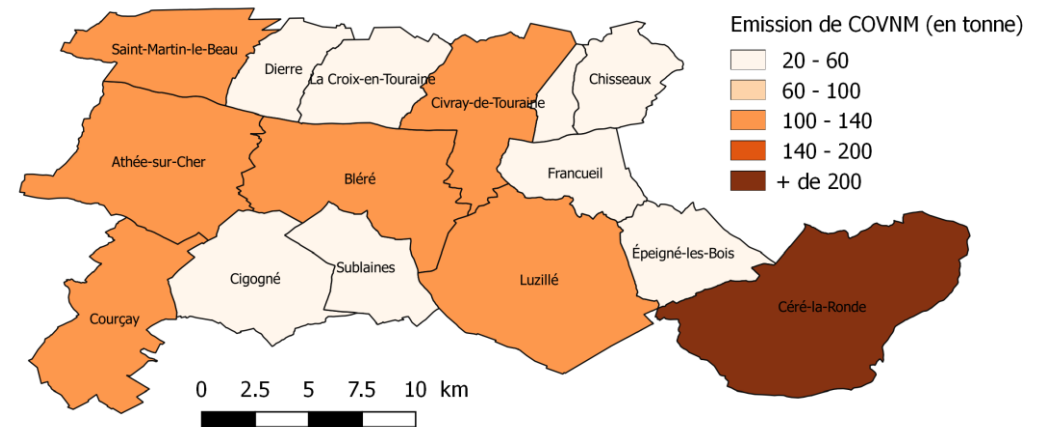 Emission de COVNM (en tonne)
20 - 60
60 - 100
100 - 140
140 - 200
+ de 200
Saint-Martin-le-Beau
Dierre
La Croix-en-Touraine
Chisseaux
Civray-de-Touraine
Athée-sur-Cher
Bléré
Francueil
Épeigné-les-Bois
Sublaines
Cigogné
Luzillé
Céré-la-Ronde
Courçay
0 2.5 5 7.5 10 km